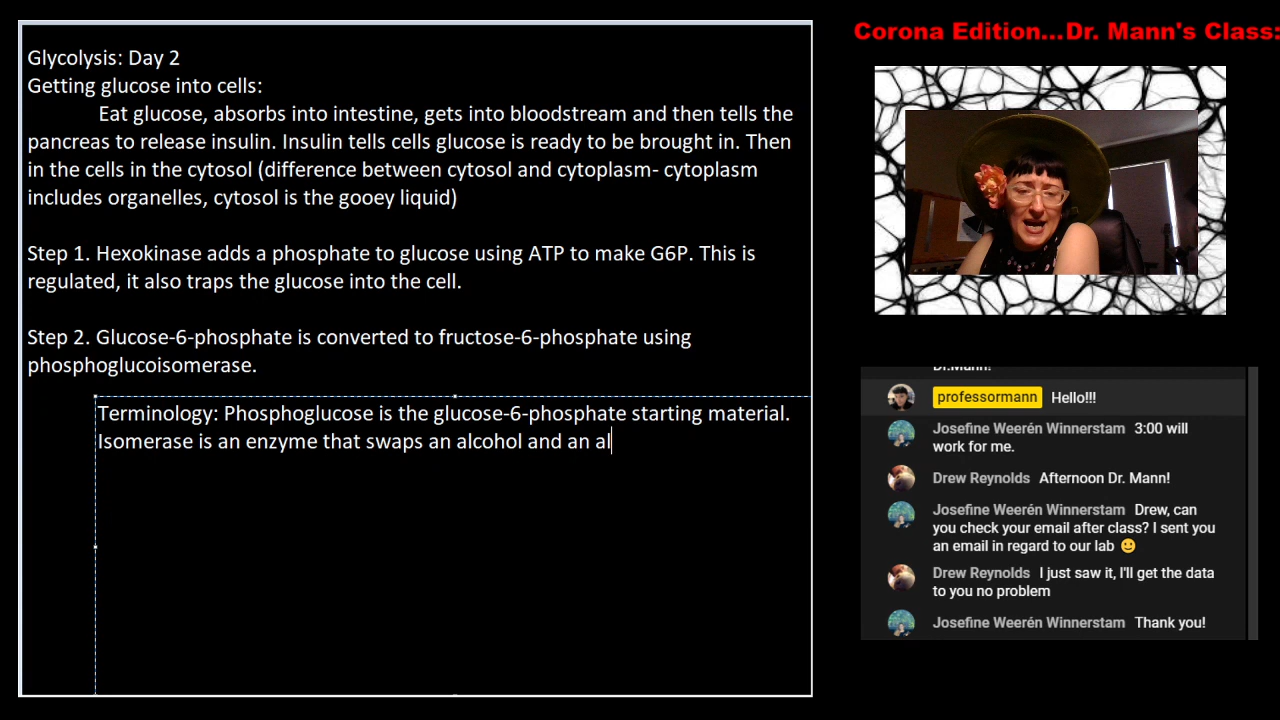 Corona Edition...Dr. Mann's Class:
Glycolysis: Day 2
Getting glucose into cells:
Eat glucose, absorbs into intestine, gets into bloodstream and then tells the
pancreas to release insulin. Insulin tells cells glucose is ready to be brought in. Then
in the cells in the cytosol (difference between cytosol and cytoplasm- cytoplasm
includes organelles, cytosol is the gooey liquid)
Step 1. Hexokinase adds a phosphate to glucose using ATP to make G6P. This is
regulated, it also traps the glucose into the cell.
Step 2. Glucose-6-phosphate is converted to fructose-6-phosphate using
phosphoglucoisomerase.
Terminology: Phosphoglucose is the glucose-6-phosphate starting material.
Isomerase is an enzyme that swaps an alcohol and an al
Dr.Mann!
professormann Hello!!!
Josefine Weerén Winnerstam 3:00 will
work for me.
Drew Reynolds Afternoon Dr. Mann!
Josefine Weerén Winnerstam Drew, can
you check your email after class? I sent you
an email in regard to our lab 🙂
Drew Reynolds I just saw it, I'll get the data
to you no problem
Josefine Weerén Winnerstam Thank you!